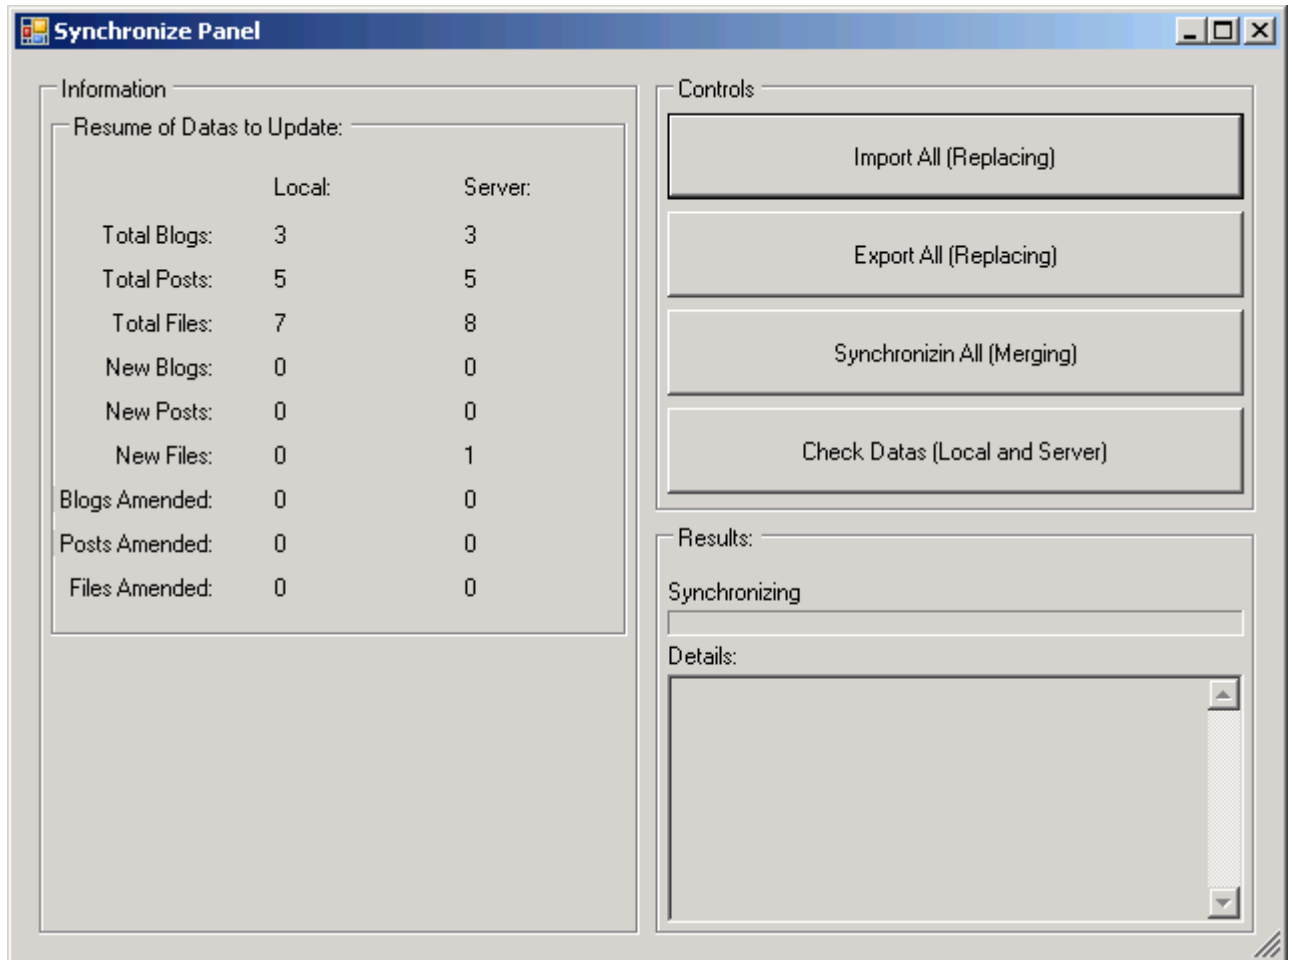 Synchronize Panel
Information
Resume of Datas to Update:
Local: Server:
Total Blogs: 3 3
Total Posts: 5 5
Total Files: 7 8
New Blogs: 0 0
New Posts: 0 0
New Files: 0 1
Blogs Amended: 0 0
Posts Amended: 0 0
Files Amended: 0 0
Controls
Import All (Replacing)
Export All (Replacing)
Synchronizin All (Merging)
Check Datas (Local and Server)
Results:
Synchronizing
Details: